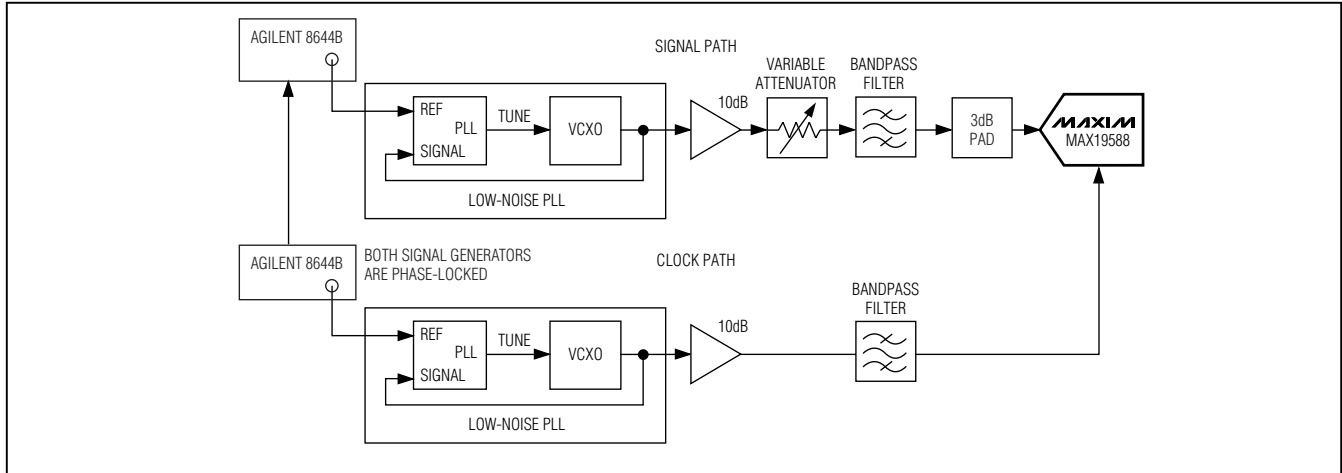 AGILENT 8644B
SIGNAL PATH
VARIABLE
ATTENUATOR
BANDPASS
FILTER
10dB
REF
PLL
SIGNAL
TUNE
VCXO
3dB
PAD
MAXIM
MAX19588
LOW-NOISE PLL
AGILENT 8644B
BOTH SIGNAL GENERATORS
ARE PHASE-LOCKED
CLOCK PATH
BANDPASS
FILTER
10dB
REF
PLL
SIGNAL
TUNE
VCXO
LOW-NOISE PLL